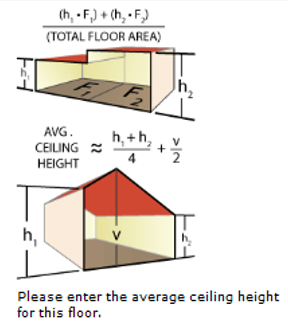 (h₁ · F₁) + (h₂ · F₂)
(TOTAL FLOOR AREA)
h₁ F₁ F₂ h₂
AVG.
CEILING
HEIGHT ≈ h₁ + h₂ / 4 + v / 2
h₁ v h₂
Please enter the average ceiling height
for this floor.